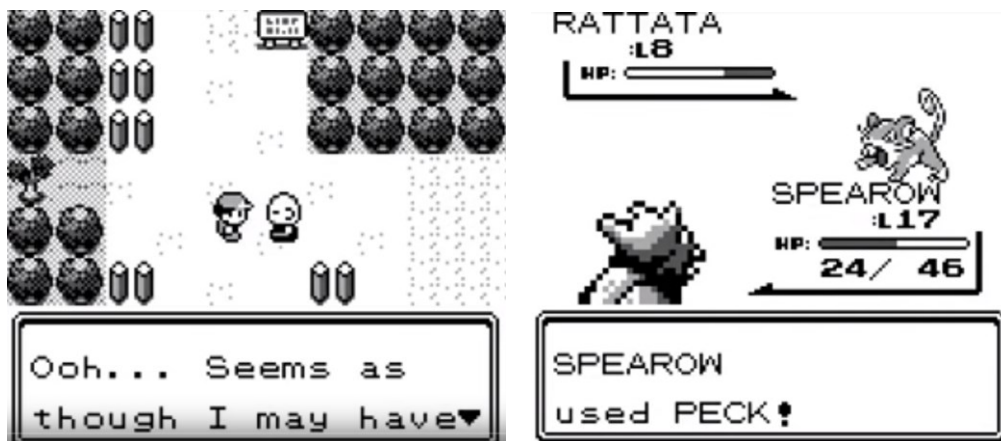 Ooh... Seems as
though I may have▼
RATTATA
:L8
HP:
SPEAROW
:L17
HP:
24/ 46
SPEAROW
used PECK!